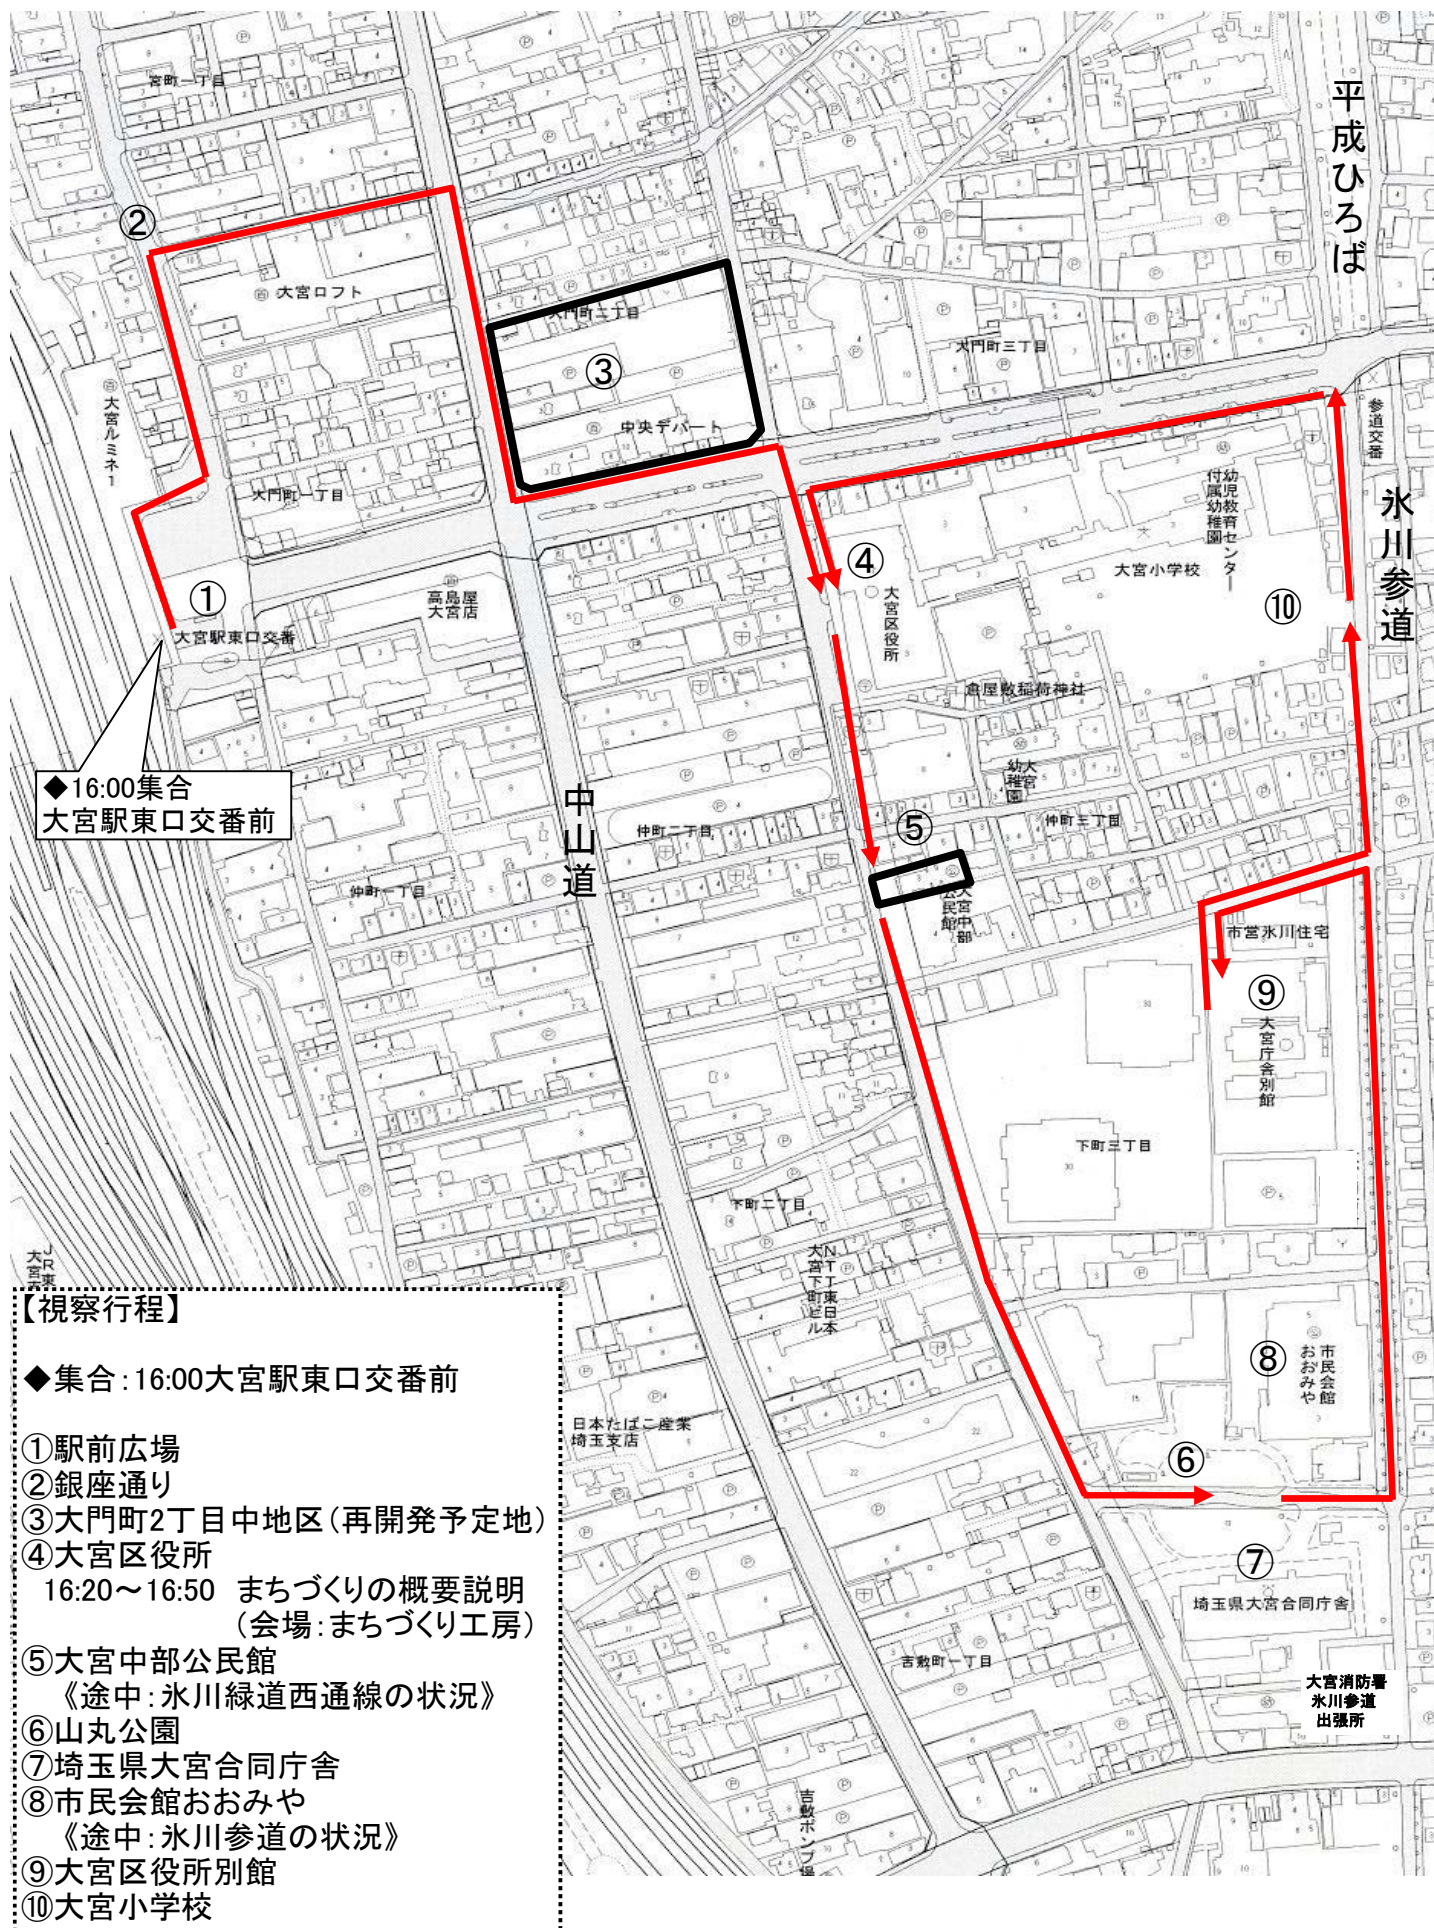 宮町一丁目
平成ひろば
②
大宮ロフト
大門町二丁目
③
大門町三丁目
中央デパート
大宮ルミネ1
大門町一丁目
参道交番
氷川参道
幼児教育センター
付属幼稚園
大宮小学校
④
大宮区役所
⑩
高島屋
大宮店
①
大宮駅東口交番
倉屋敷稲荷神社
◆16:00集合
大宮駅東口交番前
中山道
大宮
幼稚園
仲町二丁目
仲町三丁目
⑤
大宮中部
公民館
仲町一丁目
市営氷川住宅
⑨
大宮庁舎別館
下町三丁目
下町二丁目
NTT東日本
大宮下町ビル
⑧
市民会館
おおみや
日本たばこ産業
埼玉支店
⑥
⑦
埼玉県大宮合同庁舎
吉敷町一丁目
大宮消防署
氷川参道
出張所
吉敷ポンプ場
【視察行程】
◆集合:16:00大宮駅東口交番前
①駅前広場
②銀座通り
③大門町2丁目中地区(再開発予定地)
④大宮区役所
16:20～16:50 まちづくりの概要説明
(会場:まちづくり工房)
⑤大宮中部公民館
《途中:氷川緑道西通線の状況》
⑥山丸公園
⑦埼玉県大宮合同庁舎
⑧市民会館おおみや
《途中:氷川参道の状況》
⑨大宮区役所別館
⑩大宮小学校